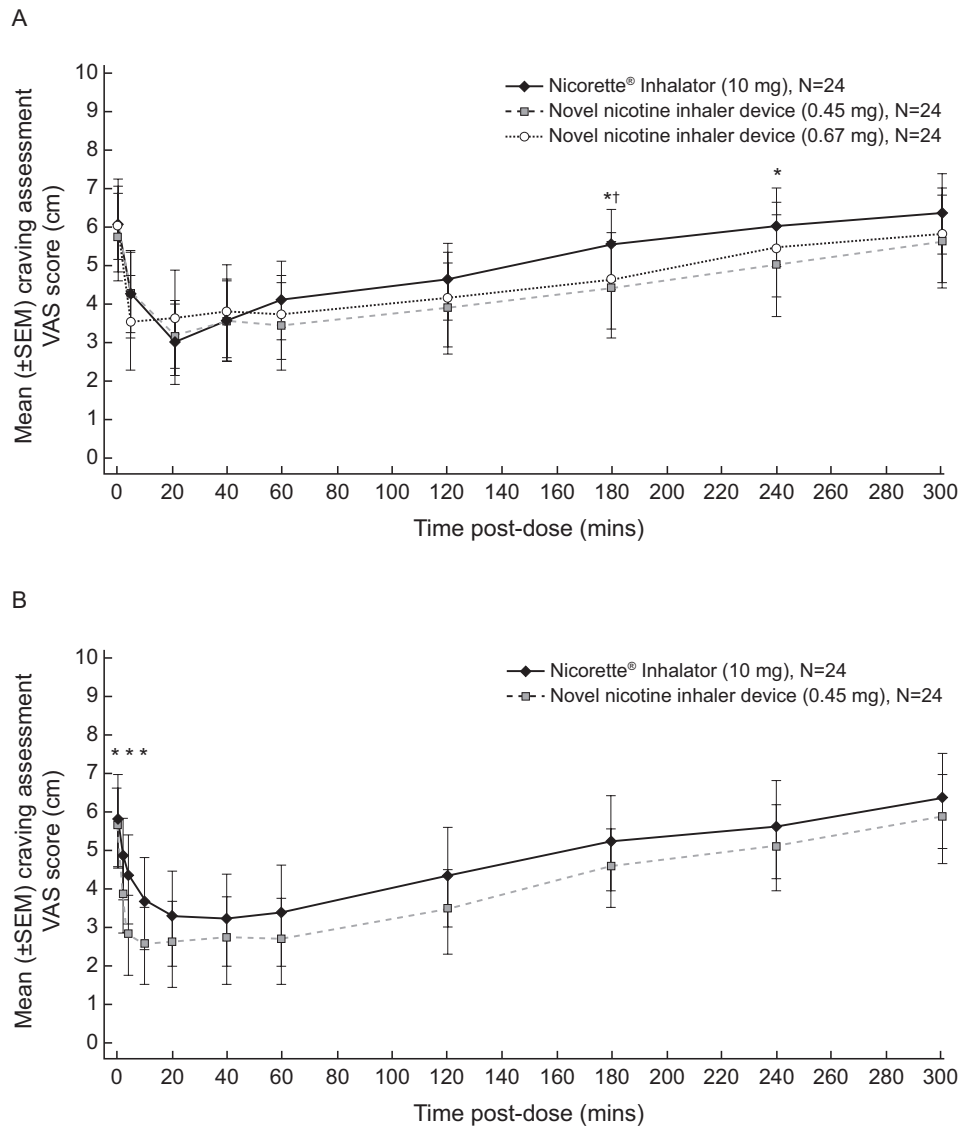 A
10
9
8
7
6
5
4
3
2
1
0
Mean (±SEM) craving assessment
VAS score (cm)
Nicorette® Inhalator (10 mg), N=24
Novel nicotine inhaler device (0.45 mg), N=24
Novel nicotine inhaler device (0.67 mg), N=24
*†
*
0 20 40 60 80 100 120 140 160 180 200 220 240 260 280 300
Time post-dose (mins)
B
10
9
8
7
6
5
4
3
2
1
0
Mean (±SEM) craving assessment
VAS score (cm)
Nicorette® Inhalator (10 mg), N=24
Novel nicotine inhaler device (0.45 mg), N=24
* * *
0 20 40 60 80 100 120 140 160 180 200 220 240 260 280 300
Time post-dose (mins)